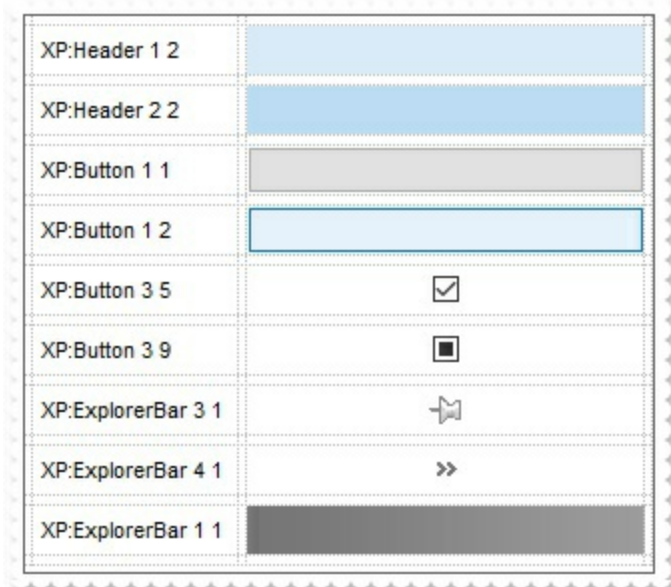 XP:Header 1 2
XP:Header 2 2
XP:Button 1 1
XP:Button 1 2
XP:Button 3 5
XP:Button 3 9
XP:ExplorerBar 3 1
XP:ExplorerBar 4 1
XP:ExplorerBar 1 1